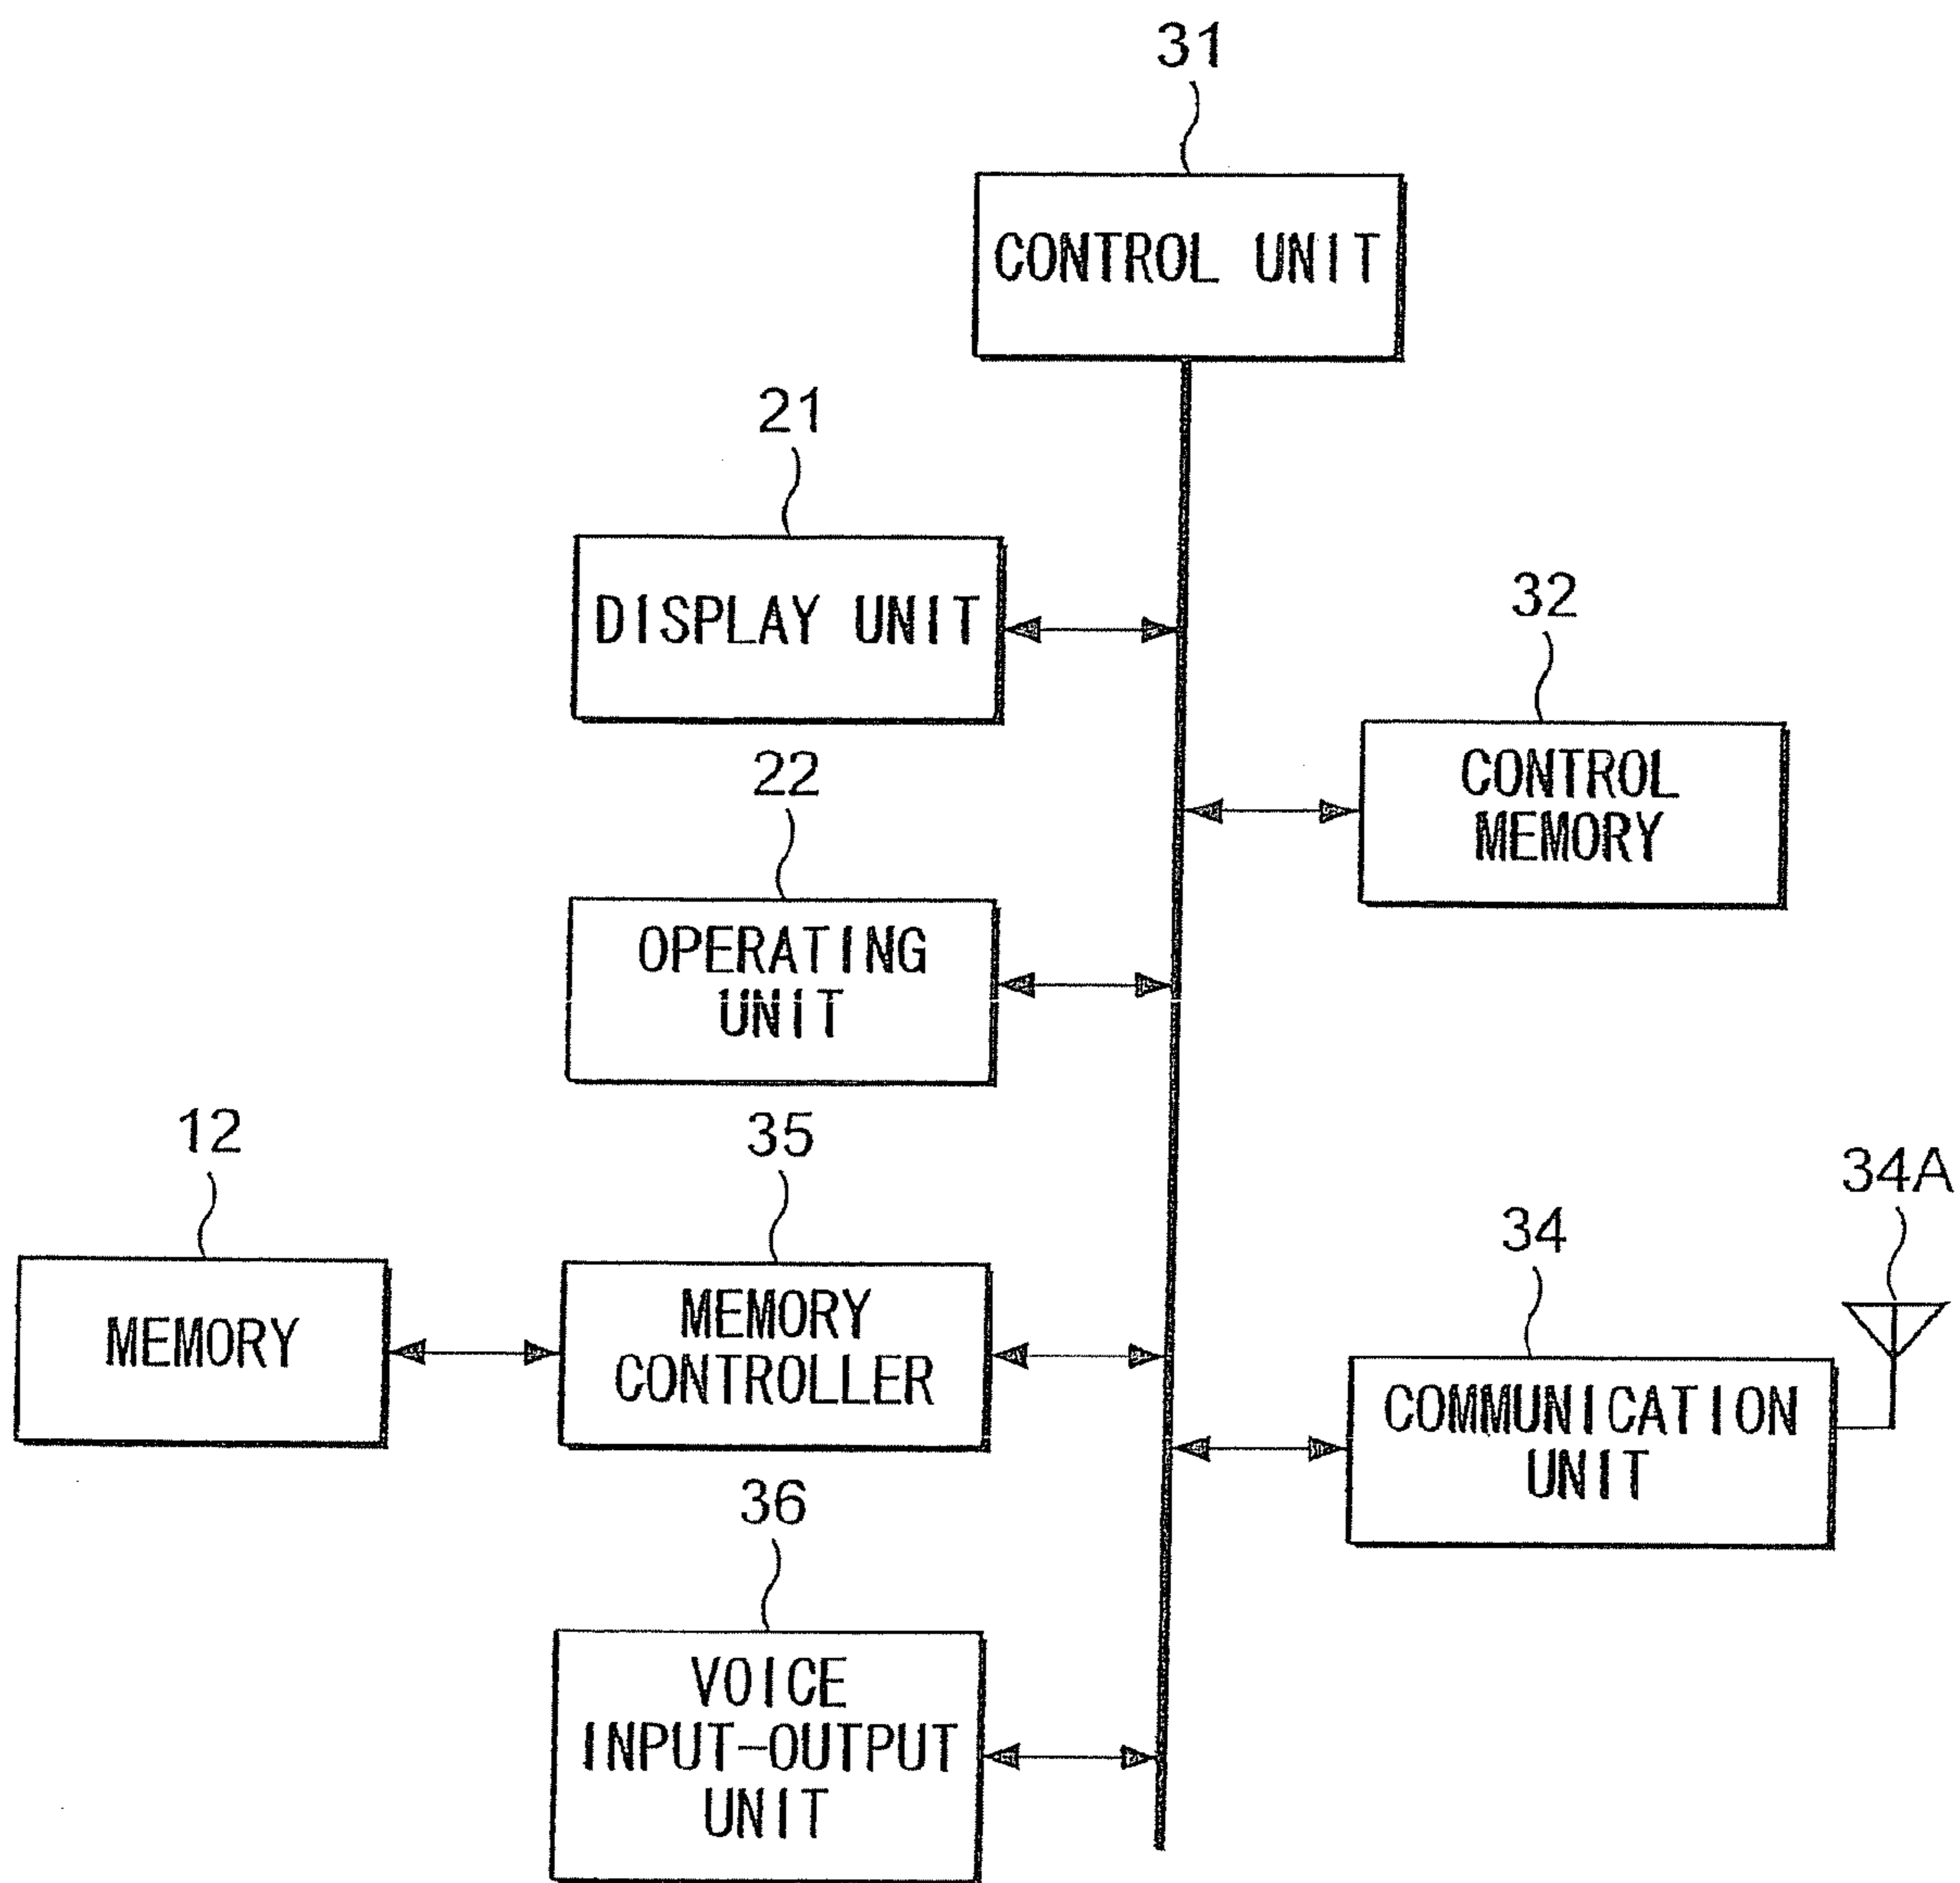 31
CONTROL UNIT
21
DISPLAY UNIT
32
CONTROL
MEMORY
22
OPERATING
UNIT
12
MEMORY
35
MEMORY
CONTROLLER
34
34A
COMMUNICATION
UNIT
36
VOICE
INPUT-OUTPUT
UNIT